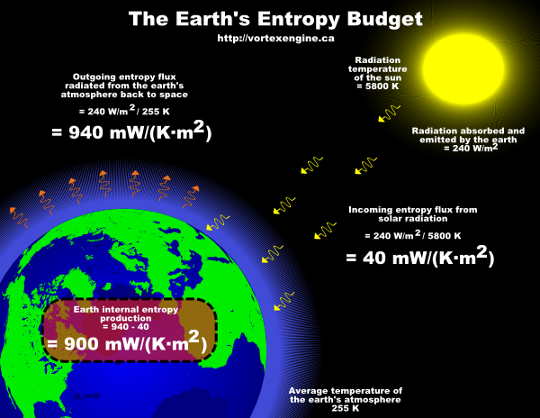 The Earth's Entropy Budget
http://vortexengine.ca
Radiation
temperature
of the sun
= 5800 K
Outgoing entropy flux
radiated from the earth's
atmosphere back to space
= 240 W/m² / 255 K
= 940 mW/(K·m²)
Radiation absorbed and
emitted by the earth
= 240 W/m²
Incoming entropy flux from
solar radiation
= 240 W/m² / 5800 K
= 40 mW/(K·m²)
Earth internal entropy
production
= 940 - 40
= 900 mW/(K·m²)
Average temperature of
the earth's atmosphere
255 K